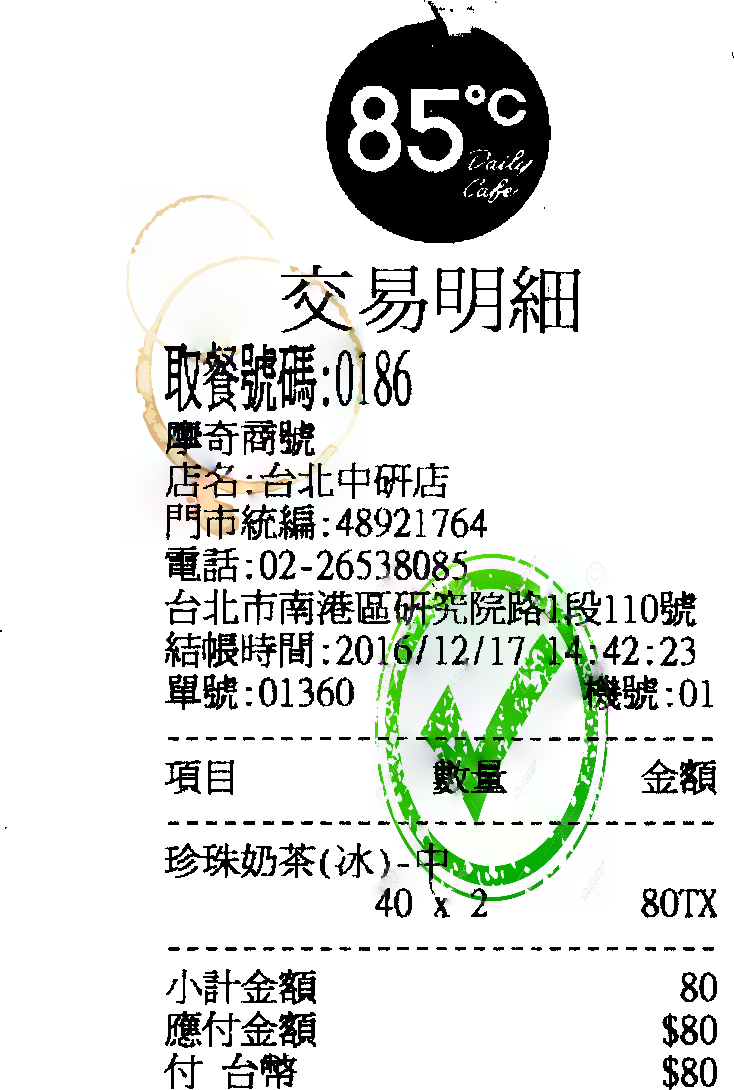 85°C
Daily
Cafe
交易明細
取餐號碼:0186
摩奇商號
店名:台北中研店
門市統編:48921764
電話:02-26538085
台北市南港區研究院路1段110號
結帳時間:2016/12/17 14:42:23
單號:01360 機號:01
項目 數量 金額
珍珠奶茶(冰)-中
40 x 2 80TX
小計金額 80
應付金額 $80
付 台幣 $80